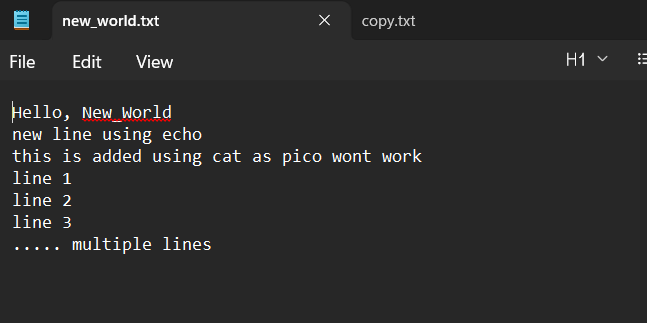 new_world.txt
copy.txt
File Edit View H1
Hello, New_World
new line using echo
this is added using cat as pico wont work
line 1
line 2
line 3
..... multiple lines